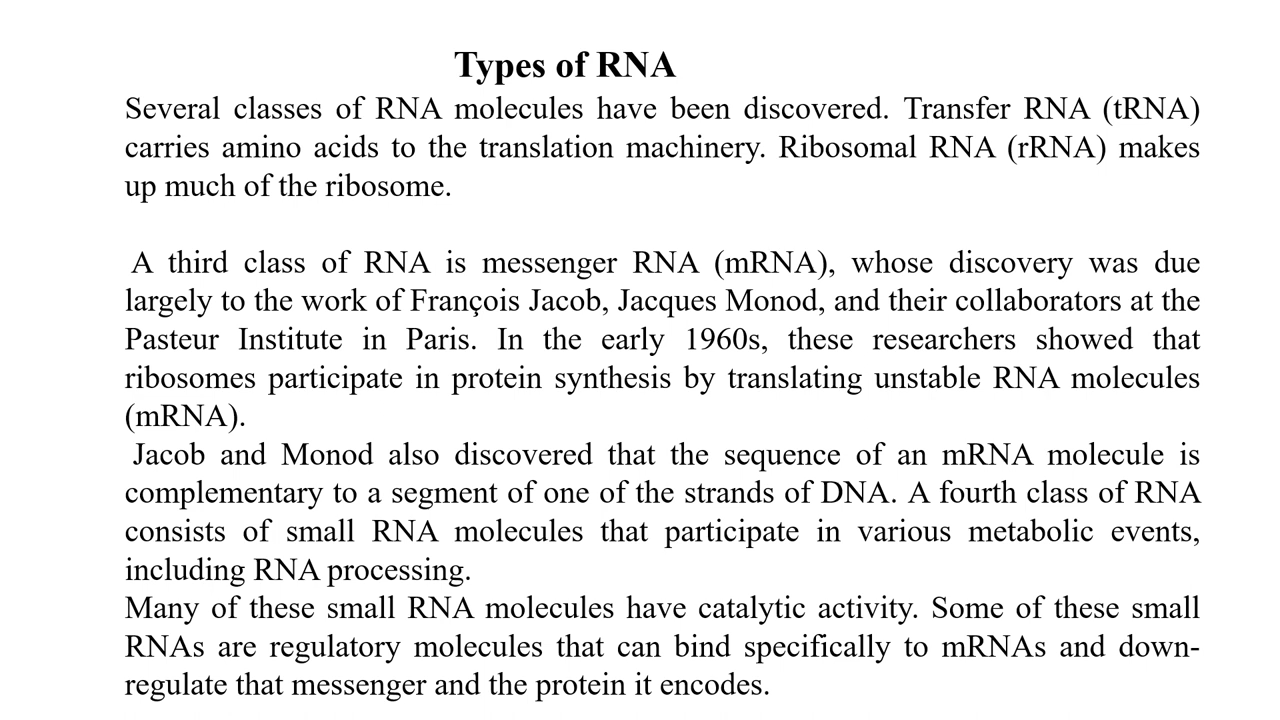 Types of RNA
Several classes of RNA molecules have been discovered. Transfer RNA (tRNA)
carries amino acids to the translation machinery. Ribosomal RNA (rRNA) makes
up much of the ribosome.
A third class of RNA is messenger RNA (mRNA), whose discovery was due
largely to the work of François Jacob, Jacques Monod, and their collaborators at the
Pasteur Institute in Paris. In the early 1960s, these researchers showed that
ribosomes participate in protein synthesis by translating unstable RNA molecules
(mRNA).
Jacob and Monod also discovered that the sequence of an mRNA molecule is
complementary to a segment of one of the strands of DNA. A fourth class of RNA
consists of small RNA molecules that participate in various metabolic events,
including RNA processing.
Many of these small RNA molecules have catalytic activity. Some of these small
RNAs are regulatory molecules that can bind specifically to mRNAs and down-
regulate that messenger and the protein it encodes.